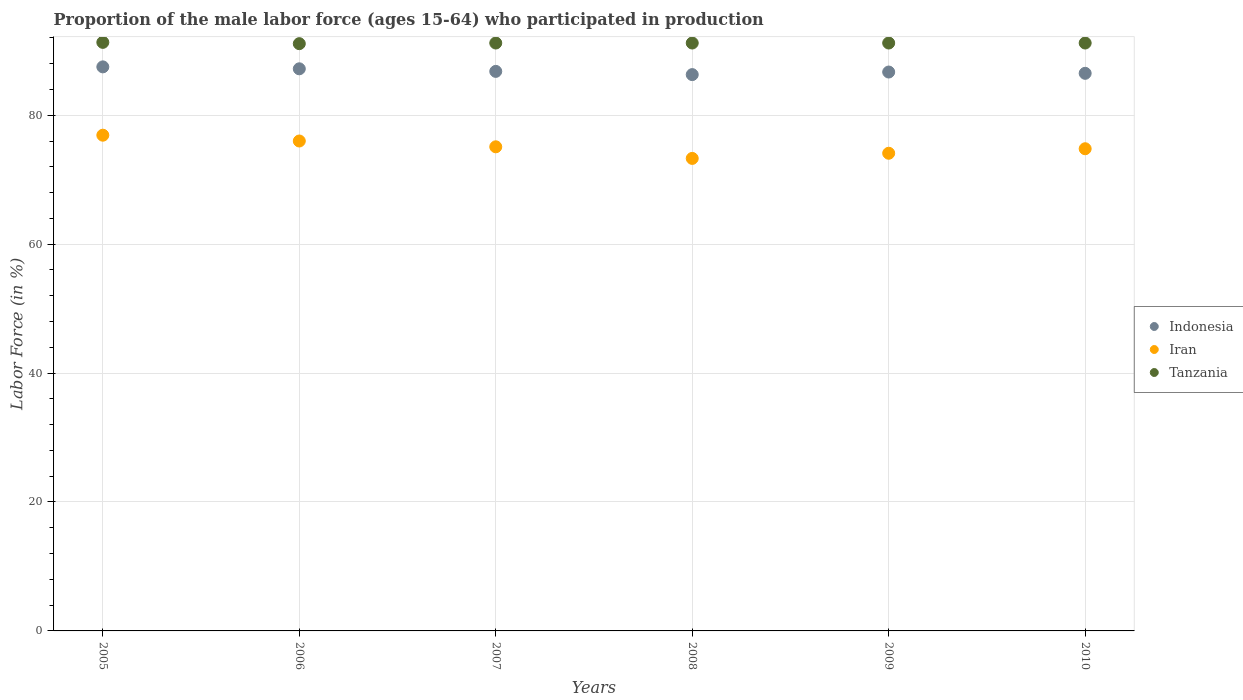 Proportion of the male labor force (ages 15-64) who participated in production
Labor Force (in %)
80
60
40
20
0
2005
2006
2007
2008
2009
2010
Years
Indonesia
Iran
Tanzania